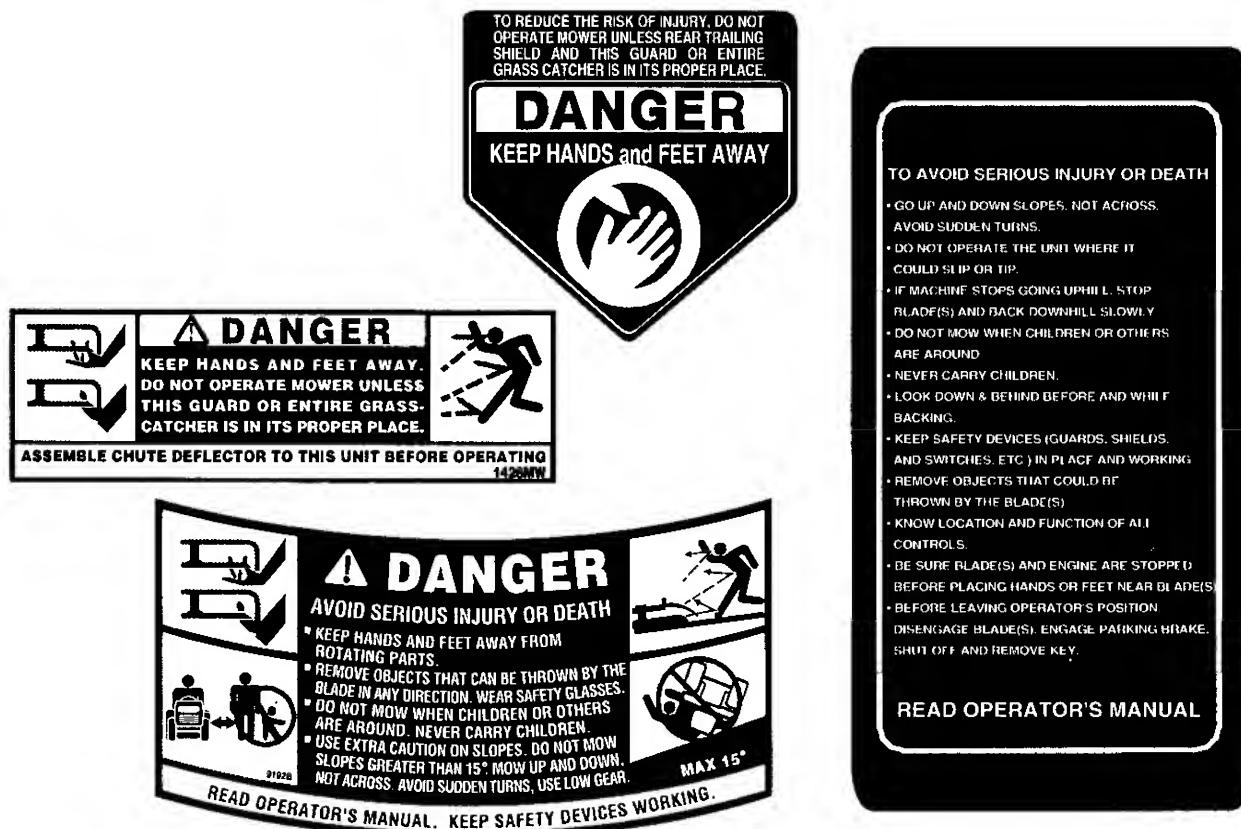 TO REDUCE THE RISK OF INJURY, DO NOT
OPERATE MOWER UNLESS REAR TRAILING
SHIELD AND THIS GUARD OR ENTIRE
GRASS CATCHER IS IN ITS PROPER PLACE.
DANGER
KEEP HANDS and FEET AWAY
DANGER
KEEP HANDS AND FEET AWAY.
DO NOT OPERATE MOWER UNLESS
THIS GUARD OR ENTIRE GRASS-
CATCHER IS IN ITS PROPER PLACE.
ASSEMBLE CHUTE DEFLECTOR TO THIS UNIT BEFORE OPERATING
1426MW
DANGER
AVOID SERIOUS INJURY OR DEATH
▪ KEEP HANDS AND FEET AWAY FROM
ROTATING PARTS.
▪ REMOVE OBJECTS THAT CAN BE THROWN BY THE
BLADE IN ANY DIRECTION. WEAR SAFETY GLASSES.
▪ DO NOT MOW WHEN CHILDREN OR OTHERS
ARE AROUND. NEVER CARRY CHILDREN.
▪ USE EXTRA CAUTION ON SLOPES. DO NOT MOW
SLOPES GREATER THAN 15°. MOW UP AND DOWN,
NOT ACROSS. AVOID SUDDEN TURNS, USE LOW GEAR.
9192B
MAX 15°
READ OPERATOR'S MANUAL. KEEP SAFETY DEVICES WORKING.
TO AVOID SERIOUS INJURY OR DEATH
• GO UP AND DOWN SLOPES. NOT ACROSS.
AVOID SUDDEN TURNS.
• DO NOT OPERATE THE UNIT WHERE IT
COULD SLIP OR TIP.
• IF MACHINE STOPS GOING UPHILL, STOP
BLADE(S) AND BACK DOWNHILL SLOWLY
• DO NOT MOW WHEN CHILDREN OR OTHERS
ARE AROUND
• NEVER CARRY CHILDREN.
• LOOK DOWN & BEHIND BEFORE AND WHILE
BACKING.
• KEEP SAFETY DEVICES (GUARDS, SHIELDS,
AND SWITCHES, ETC ) IN PLACE AND WORKING
• REMOVE OBJECTS THAT COULD BE
THROWN BY THE BLADE(S)
• KNOW LOCATION AND FUNCTION OF ALL
CONTROLS.
• BE SURE BLADE(S) AND ENGINE ARE STOPPED
BEFORE PLACING HANDS OR FEET NEAR BLADE(S)
• BEFORE LEAVING OPERATOR'S POSITION
DISENGAGE BLADE(S), ENGAGE PARKING BRAKE,
SHUT OFF AND REMOVE KEY.
READ OPERATOR'S MANUAL